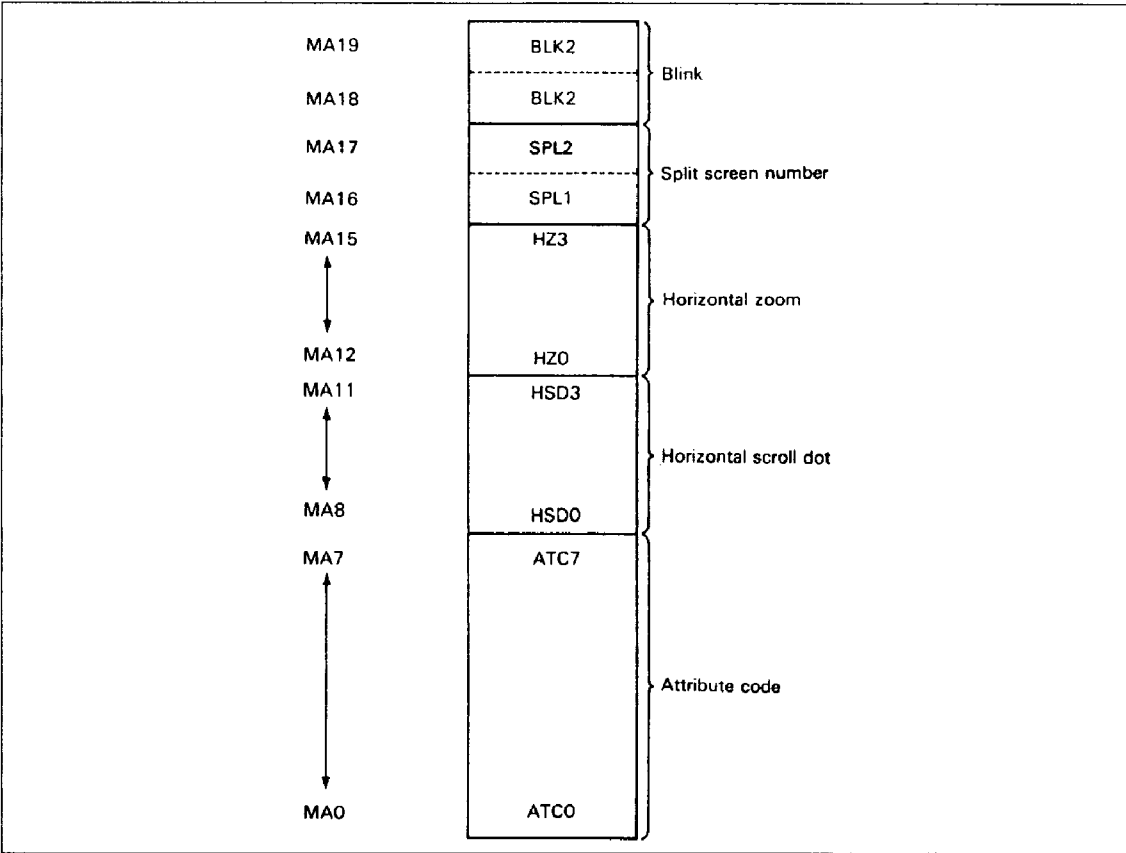 MA19 BLK2
Blink
MA18 BLK2
MA17 SPL2
Split screen number
MA16 SPL1
MA15 HZ3
Horizontal zoom
MA12 HZ0
MA11 HSD3
Horizontal scroll dot
MA8 HSD0
MA7 ATC7
Attribute code
MA0 ATC0